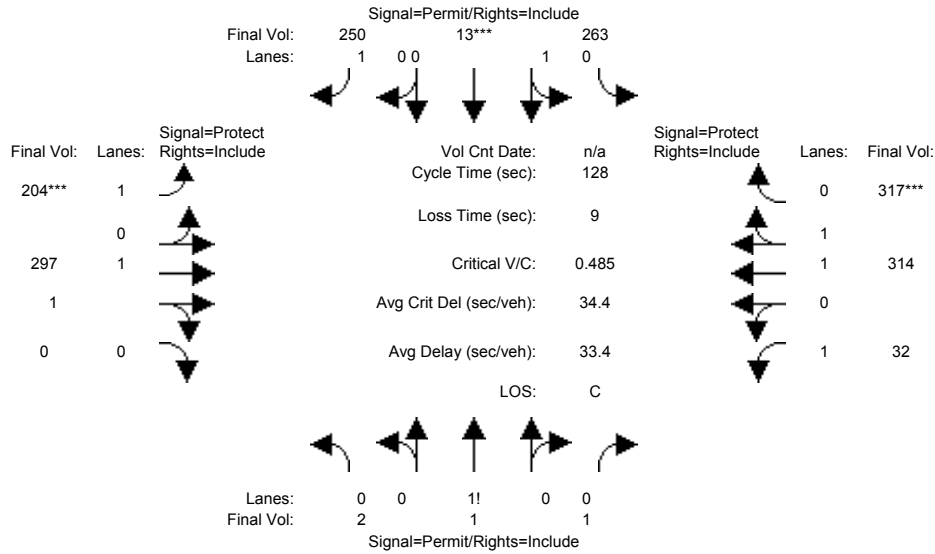 Signal=Permit/Rights=Include
Final Vol: 250 13*** 263
Lanes: 1 0 0 1 0
Signal=Protect Signal=Protect
Final Vol: Lanes: Rights=Include Vol Cnt Date: n/a Rights=Include Lanes: Final Vol:
Cycle Time (sec): 128
204*** 1 0 317***
Loss Time (sec): 9
0 1
297 1 Critical V/C: 0.485 1 314
1 Avg Crit Del (sec/veh): 34.4 0
0 0 Avg Delay (sec/veh): 33.4 1 32
LOS: C
Lanes: 0 0 1! 0 0
Final Vol: 2 1 1
Signal=Permit/Rights=Include